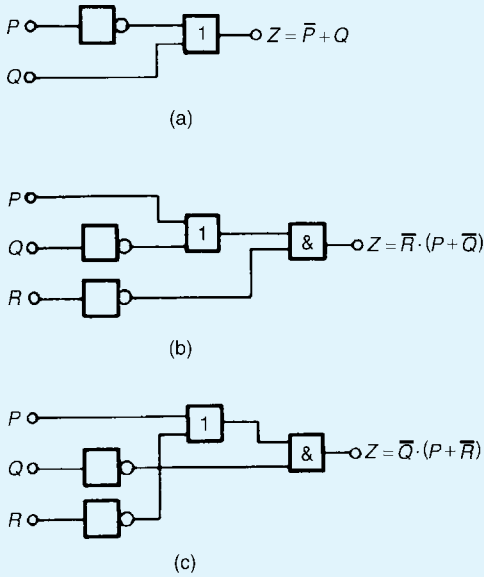 P
1
Z = P̅ + Q
Q
(a)
P
Q
1
&
Z = R̅ · (P + Q̅)
R
(b)
P
1
Q
&
Z = Q̅ · (P + R̅)
R
(c)